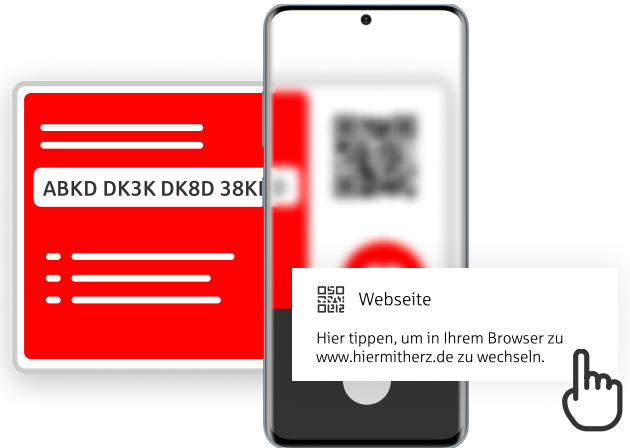 ABKD DK3K DK8D 38K
Webseite
Hier tippen, um in Ihrem Browser zu
www.hiermitherz.de zu wechseln.